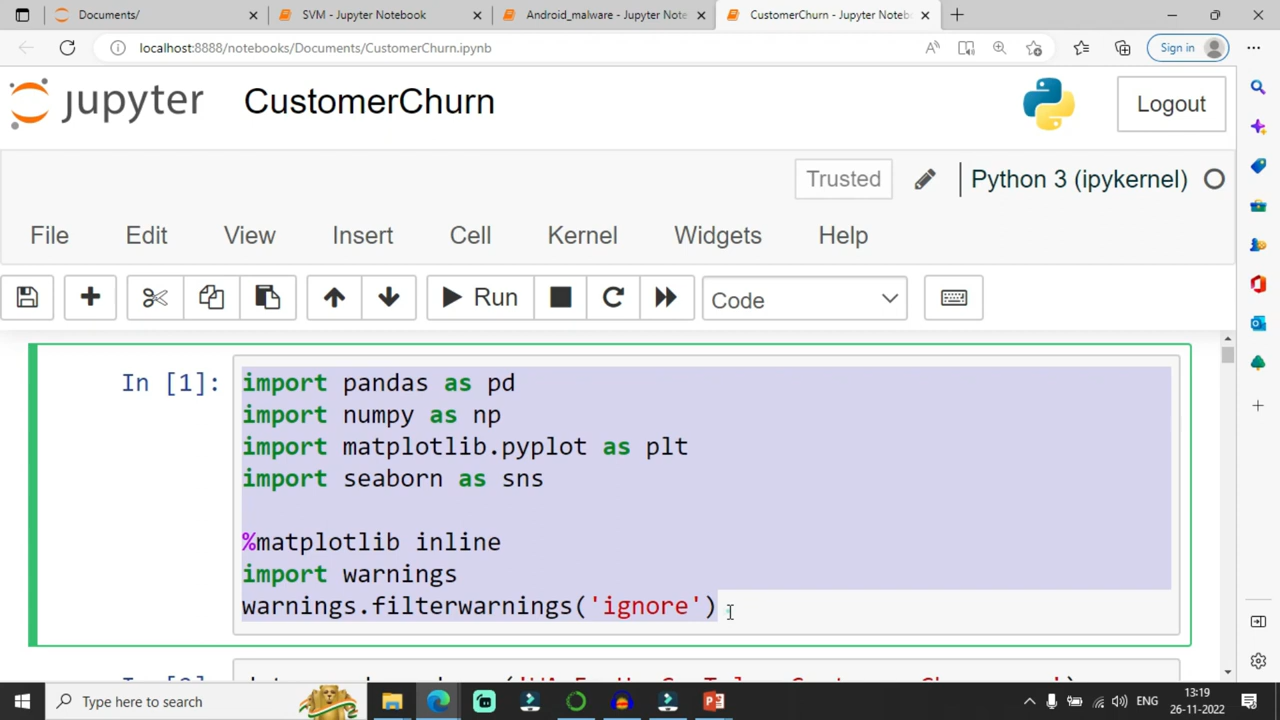 Documents/
SVM - Jupyter Notebook
Android_malware - Jupyter Note
CustomerChurn - Jupyter Noteb
localhost:8888/notebooks/Documents/CustomerChurn.ipynb
Sign in
jupyter
CustomerChurn
Logout
Trusted
Python 3 (ipykernel)
File Edit View Insert Cell Kernel Widgets Help
Run
Code
In [1]:
import pandas as pd
import numpy as np
import matplotlib.pyplot as plt
import seaborn as sns
%matplotlib inline
import warnings
warnings.filterwarnings('ignore')
Type here to search
ENG
13:19
26-11-2022